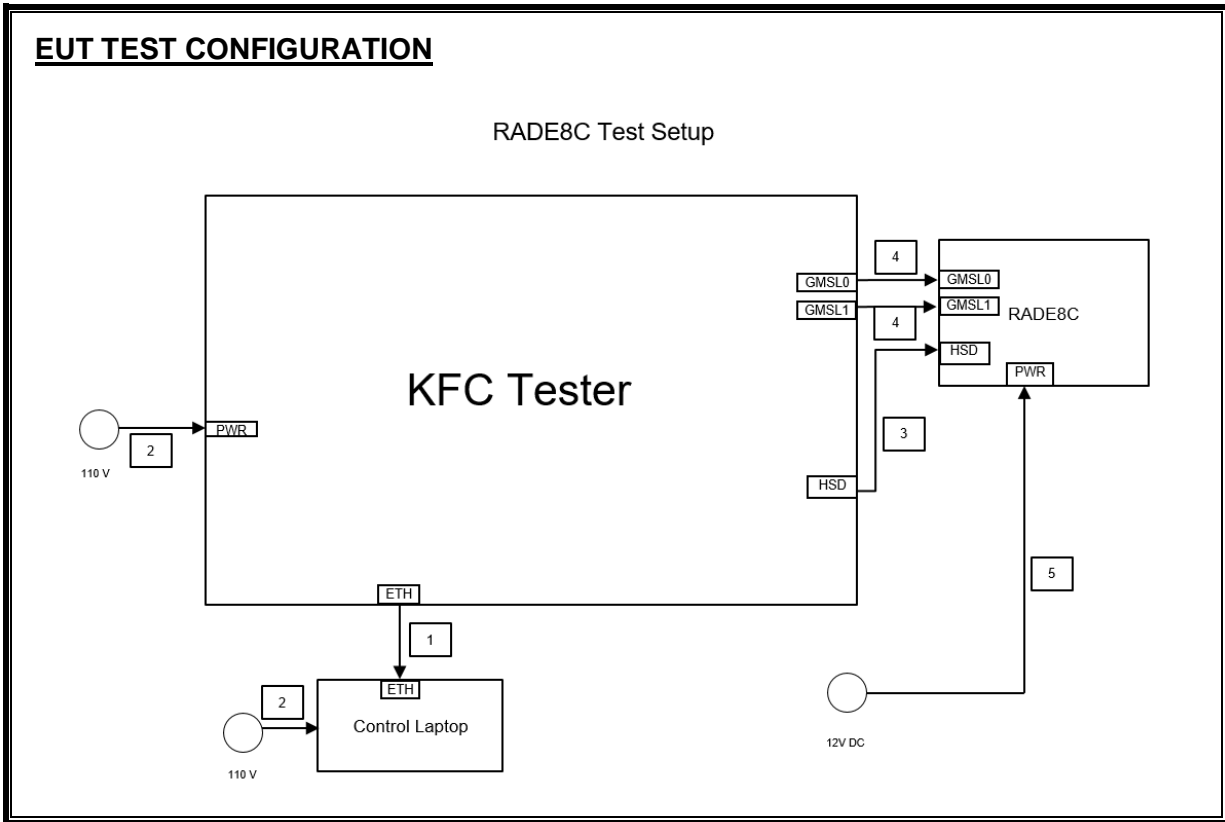 EUT TEST CONFIGURATION
RADE8C Test Setup
4
GMSL0
GMSL0
GMSL1
GMSL1
4
RADE8C
HSD
PWR
KFC Tester
PWR
2
110 V
3
HSD
5
ETH
1
ETH
2
Control Laptop
110 V
12V DC